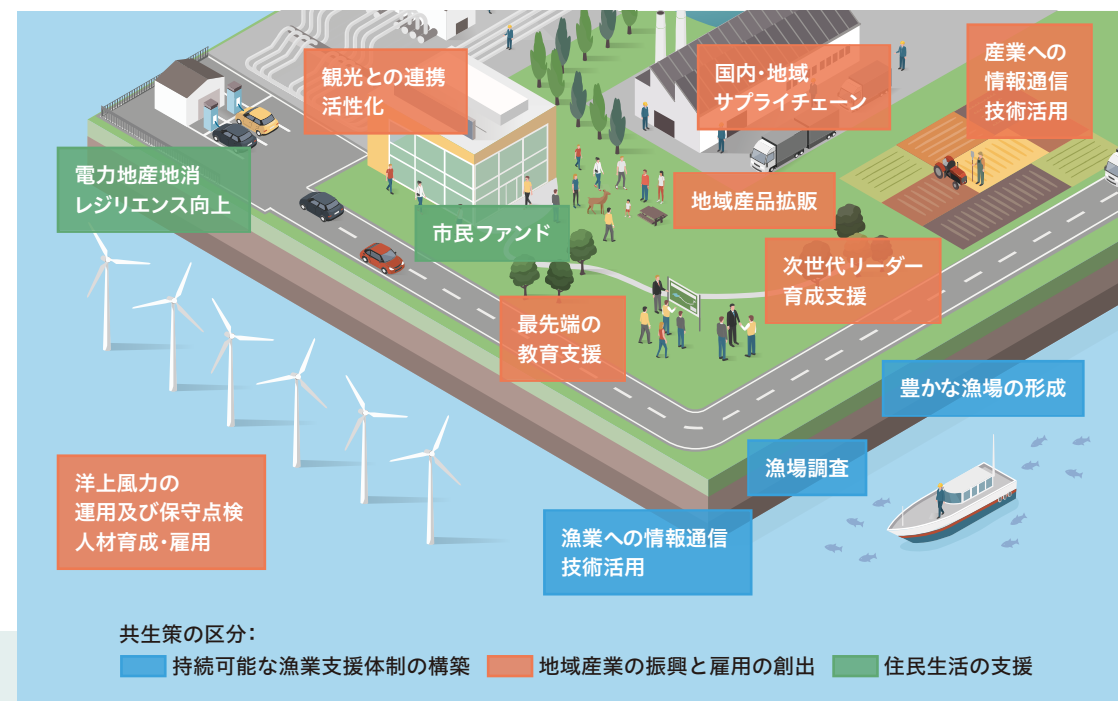 観光との連携
活性化
国内・地域
サプライチェーン
産業への
情報通信
技術活用
電力地産地消
レジリエンス向上
地域産品拡販
市民ファンド
次世代リーダー
育成支援
最先端の
教育支援
豊かな漁場の形成
漁場調査
洋上風力の
運用及び保守点検
人材育成・雇用
漁業への情報通信
技術活用
共生策の区分：
持続可能な漁業支援体制の構築
地域産業の振興と雇用の創出
住民生活の支援